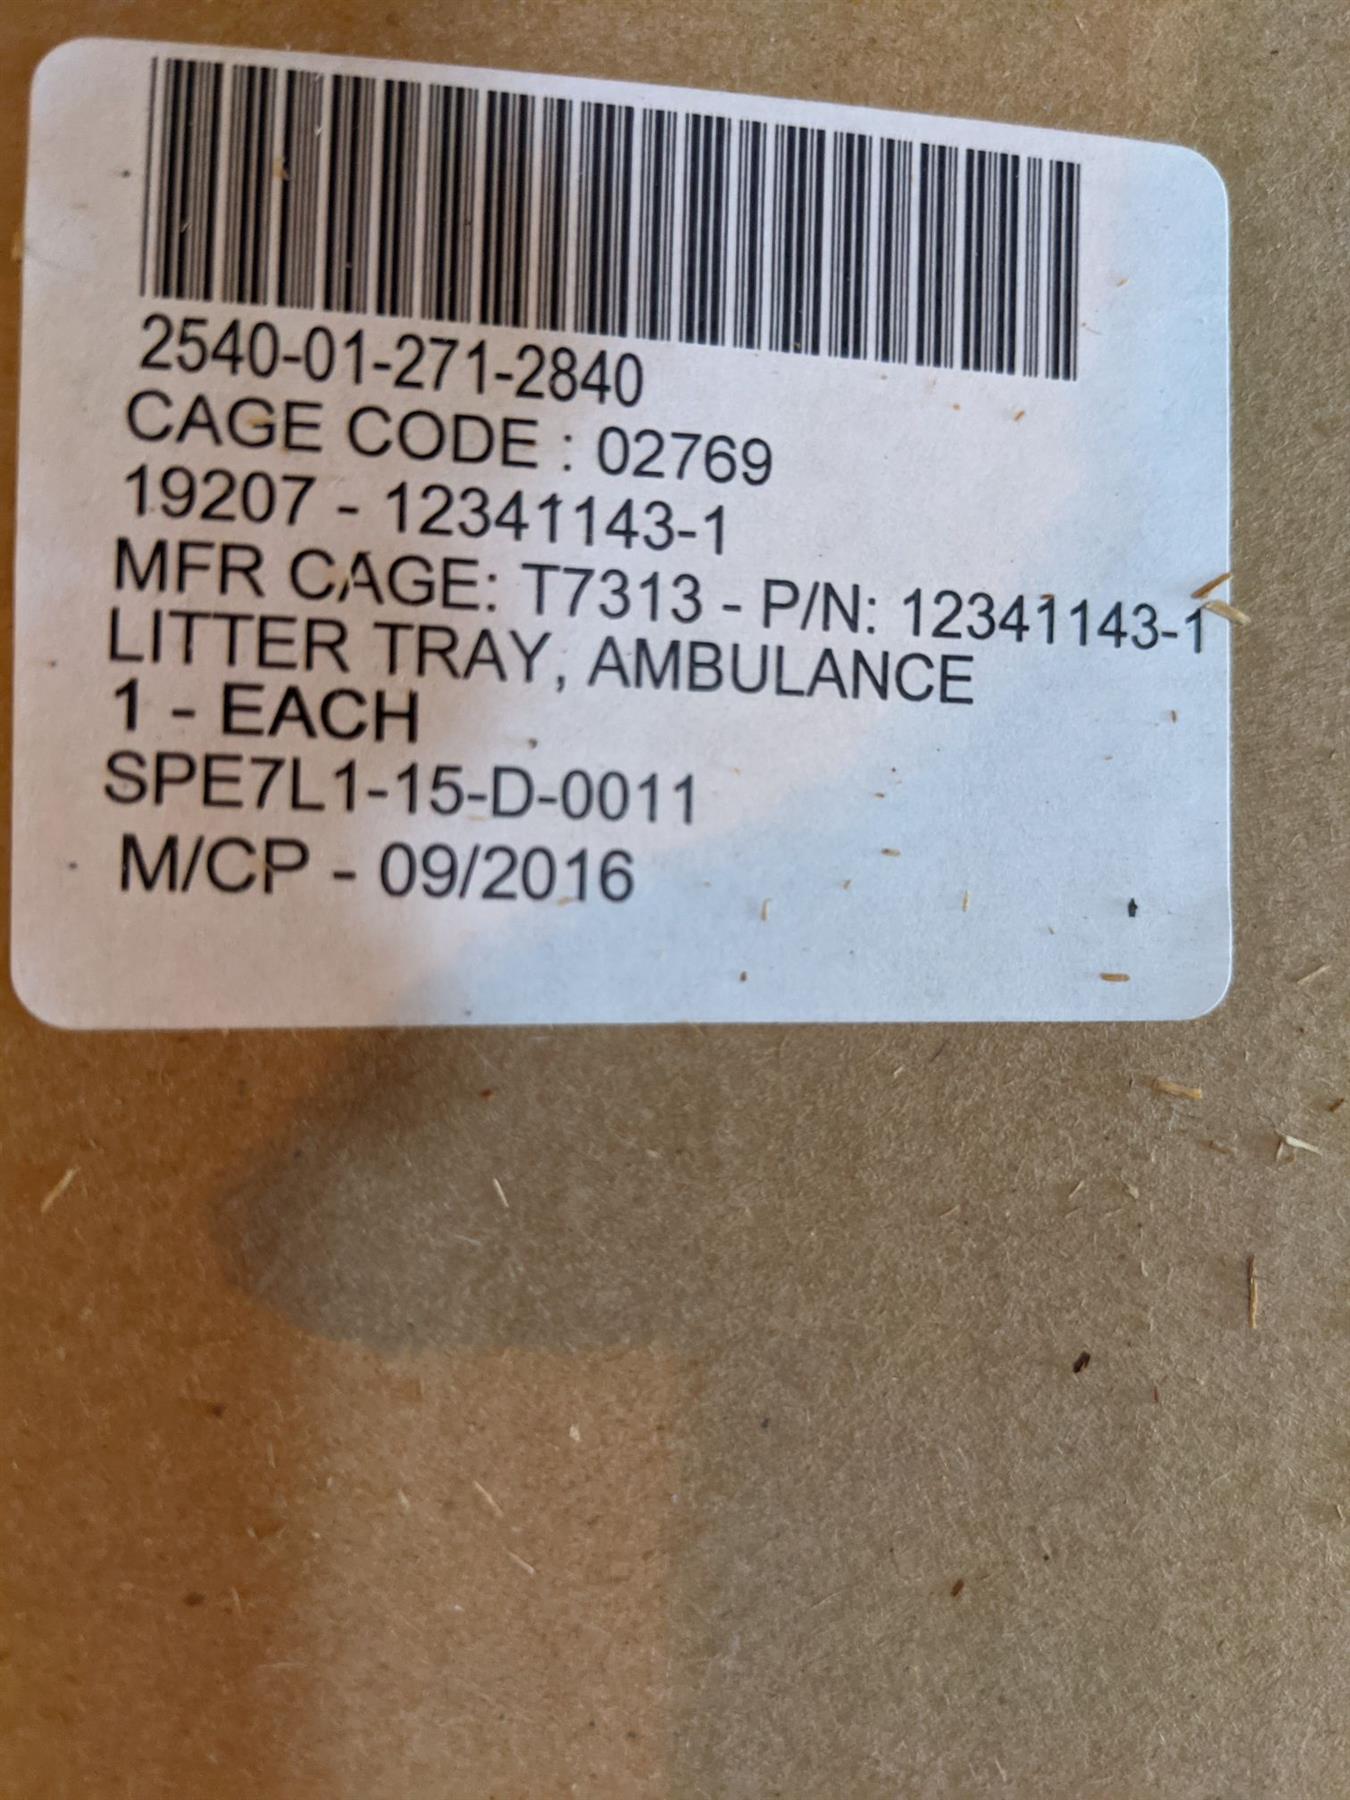 2540-01-271-2840
CAGE CODE : 02769
19207 - 12341143-1
MFR CAGE: T7313 - P/N: 12341143-1
LITTER TRAY, AMBULANCE
1 - EACH
SPE7L1-15-D-0011
M/CP - 09/2016